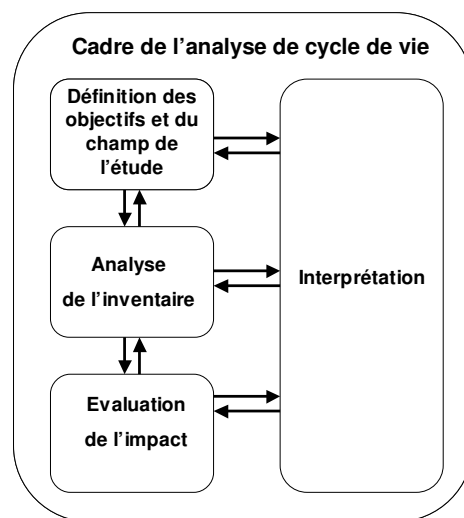 Cadre de l'analyse de cycle de vie
Définition des
objectifs et du
champ de
l'étude
Analyse
de l'inventaire
Interprétation
Evaluation
de l'impact